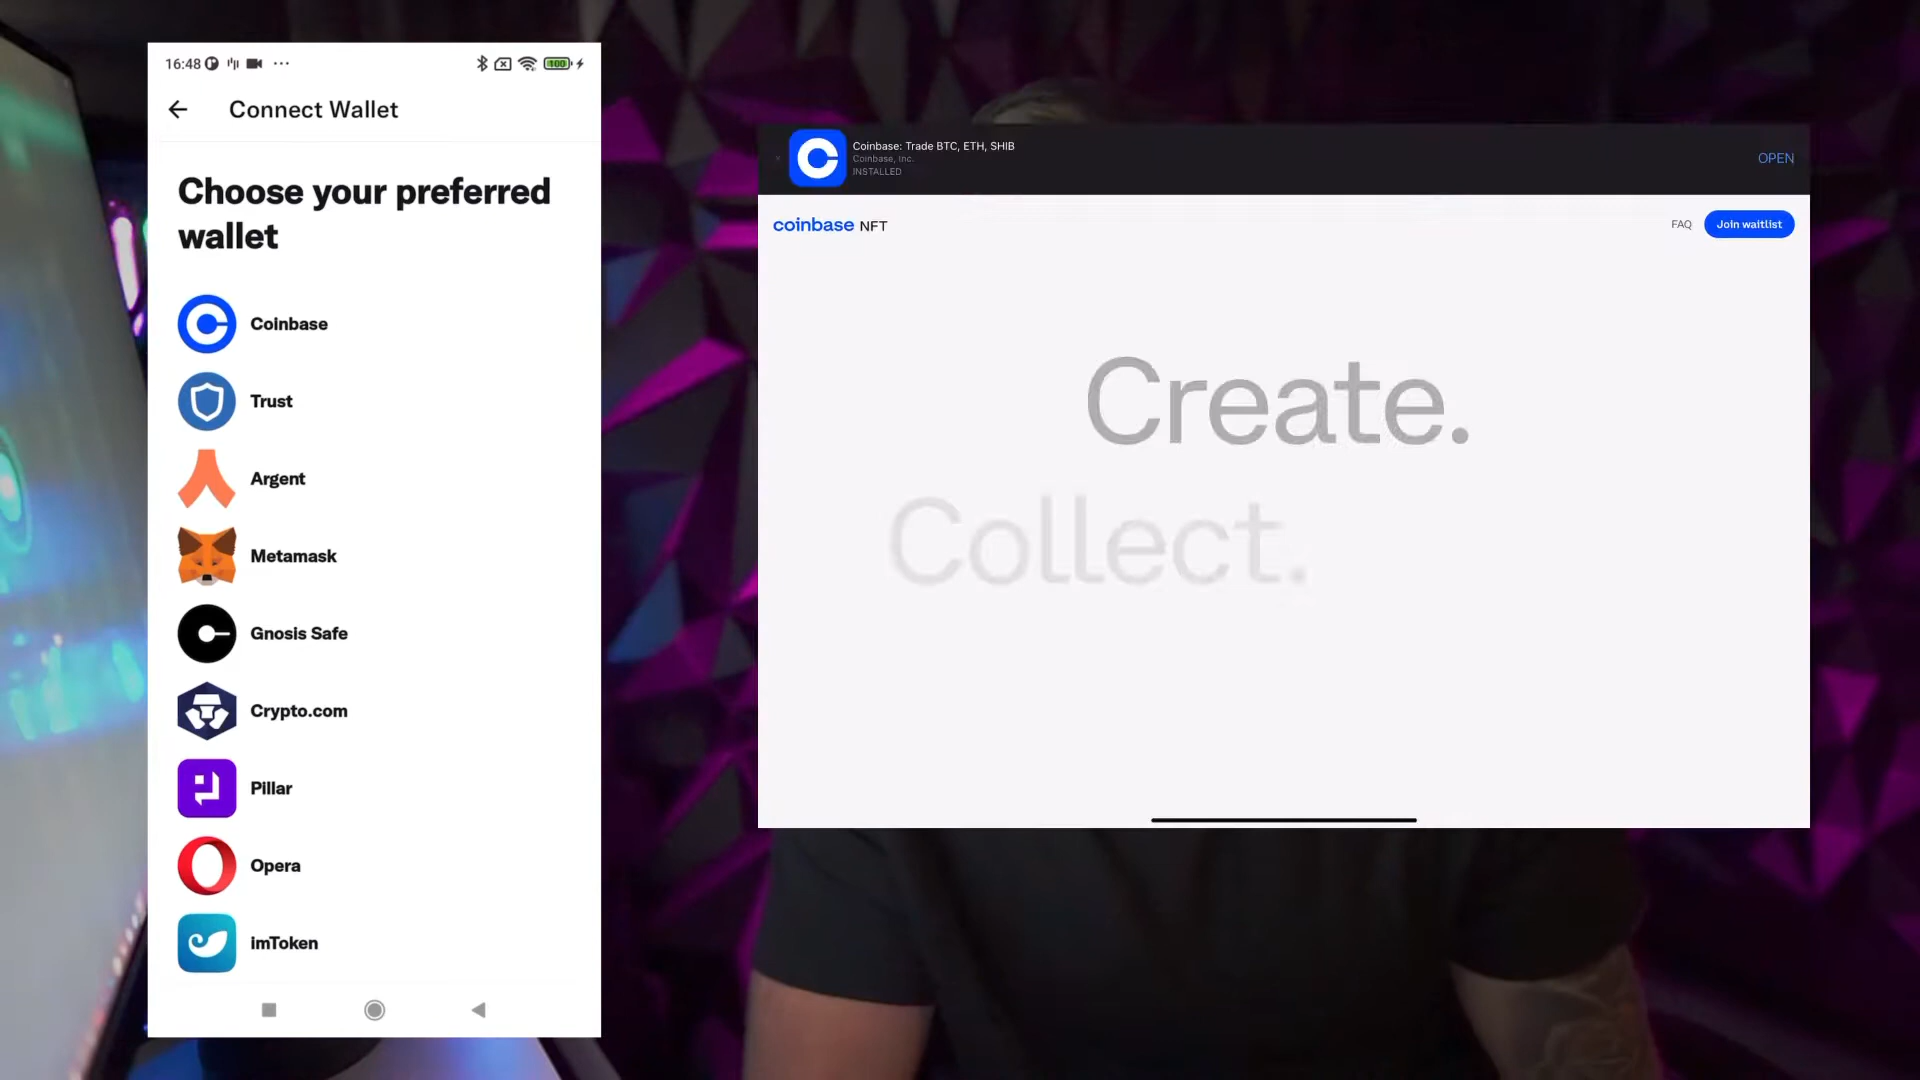 16:48
100
Connect Wallet
Choose your preferred
wallet
Coinbase
Trust
Argent
Metamask
Gnosis Safe
Crypto.com
Pillar
Opera
imToken
Coinbase: Trade BTC, ETH, SHIB
Coinbase, Inc.
INSTALLED
OPEN
coinbase NFT
FAQ
Join waitlist
Create.
Collect.